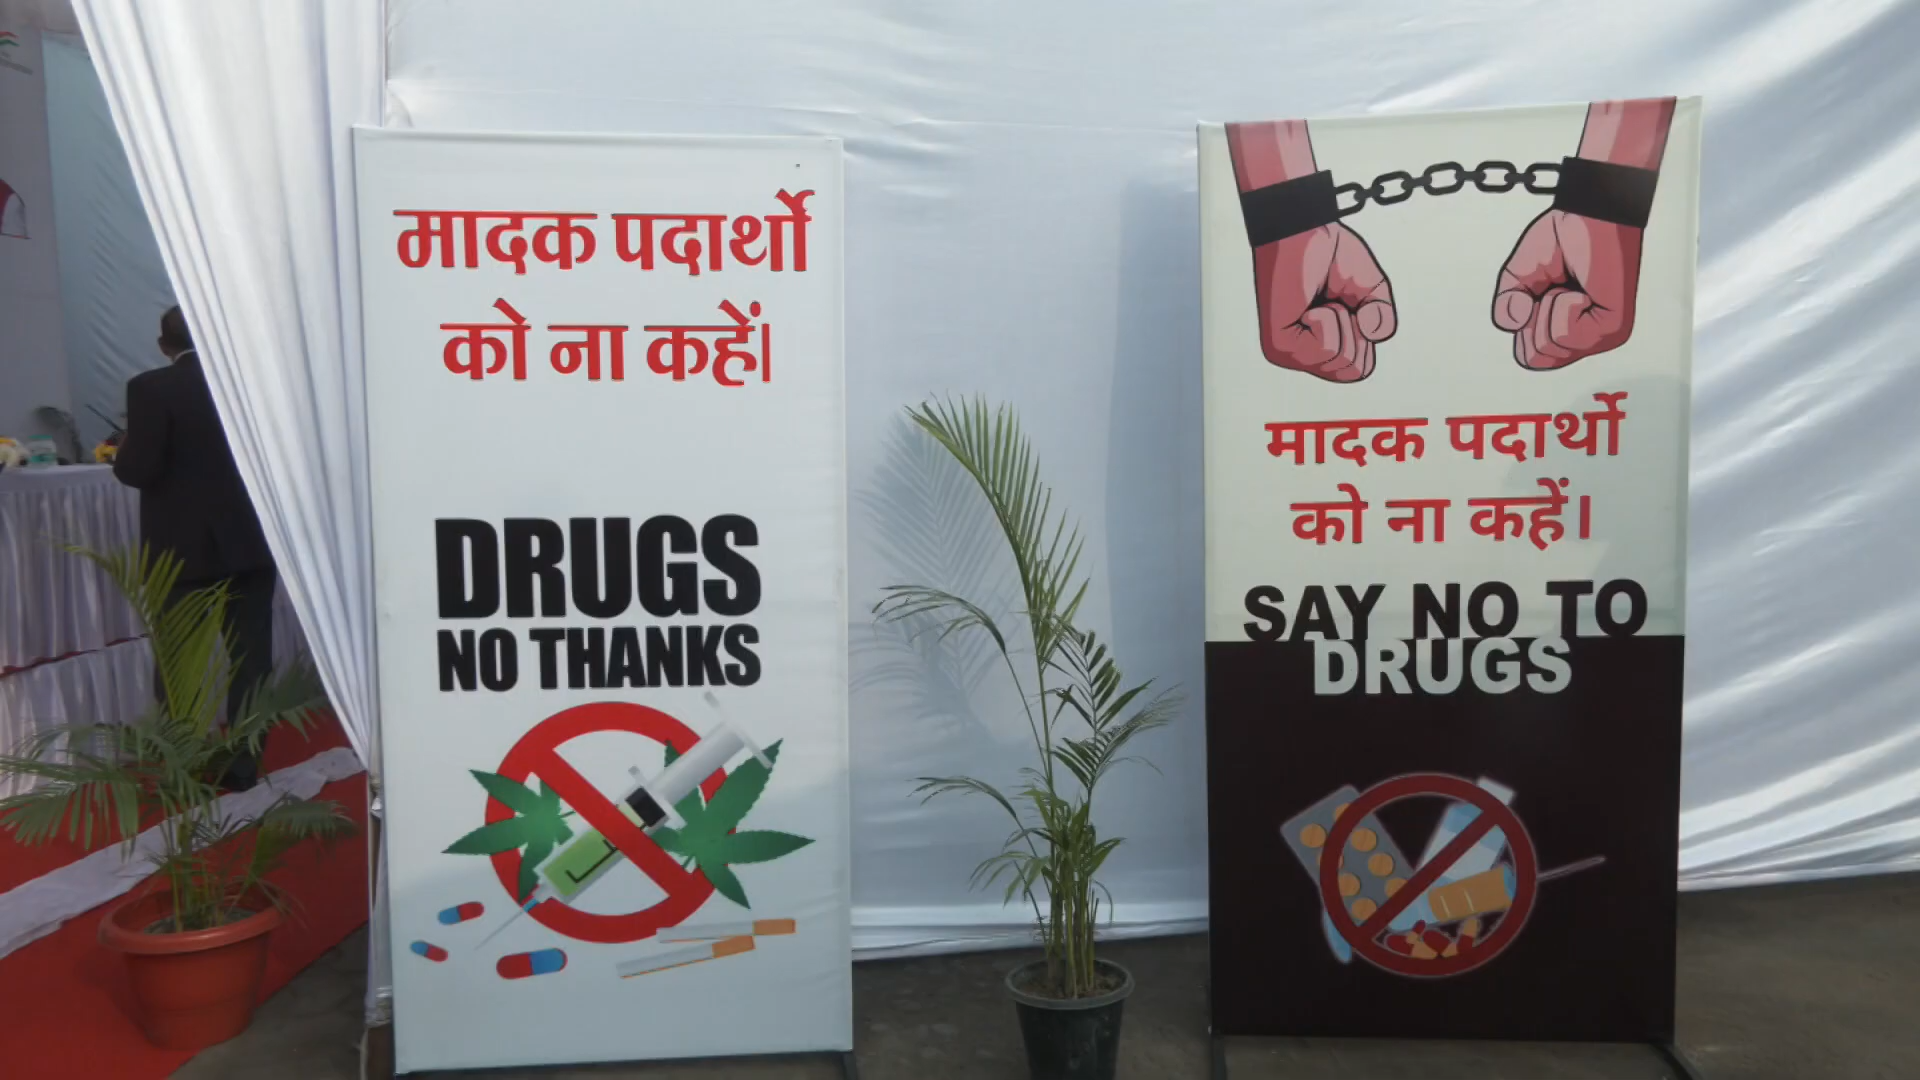 मादक पदार्थो
को ना कहें।
DRUGS
NO THANKS
मादक पदार्थो
को ना कहें।
SAY NO TO
DRUGS